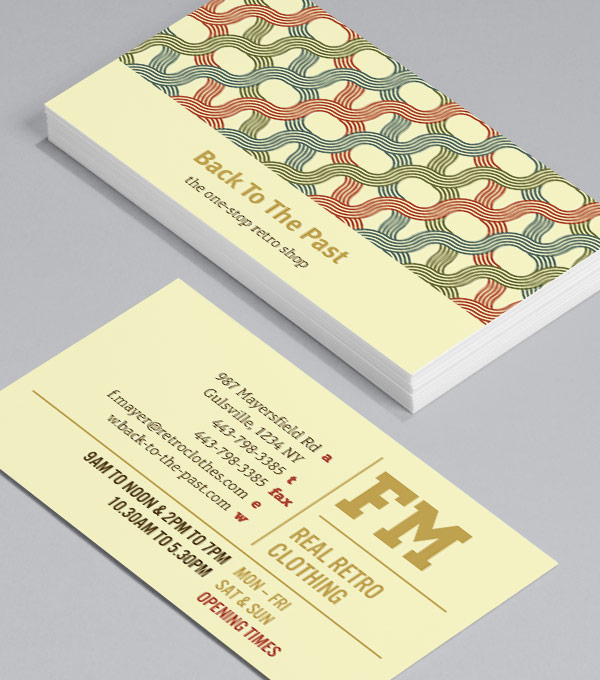 Back To The Past
the one-stop retro shop
987 Mayersfield Rd a
Gulsville, 1234 NY
443-798-3385 t
443-798-3385 fax
f.mayer@retroclothes.com e
w.back-to-the-past.com w
FM
REAL RETRO
CLOTHING
9AM TO NOON & 2PM TO 7PM MON – FRI
10.30AM TO 5.30PM SAT & SUN
OPENING TIMES